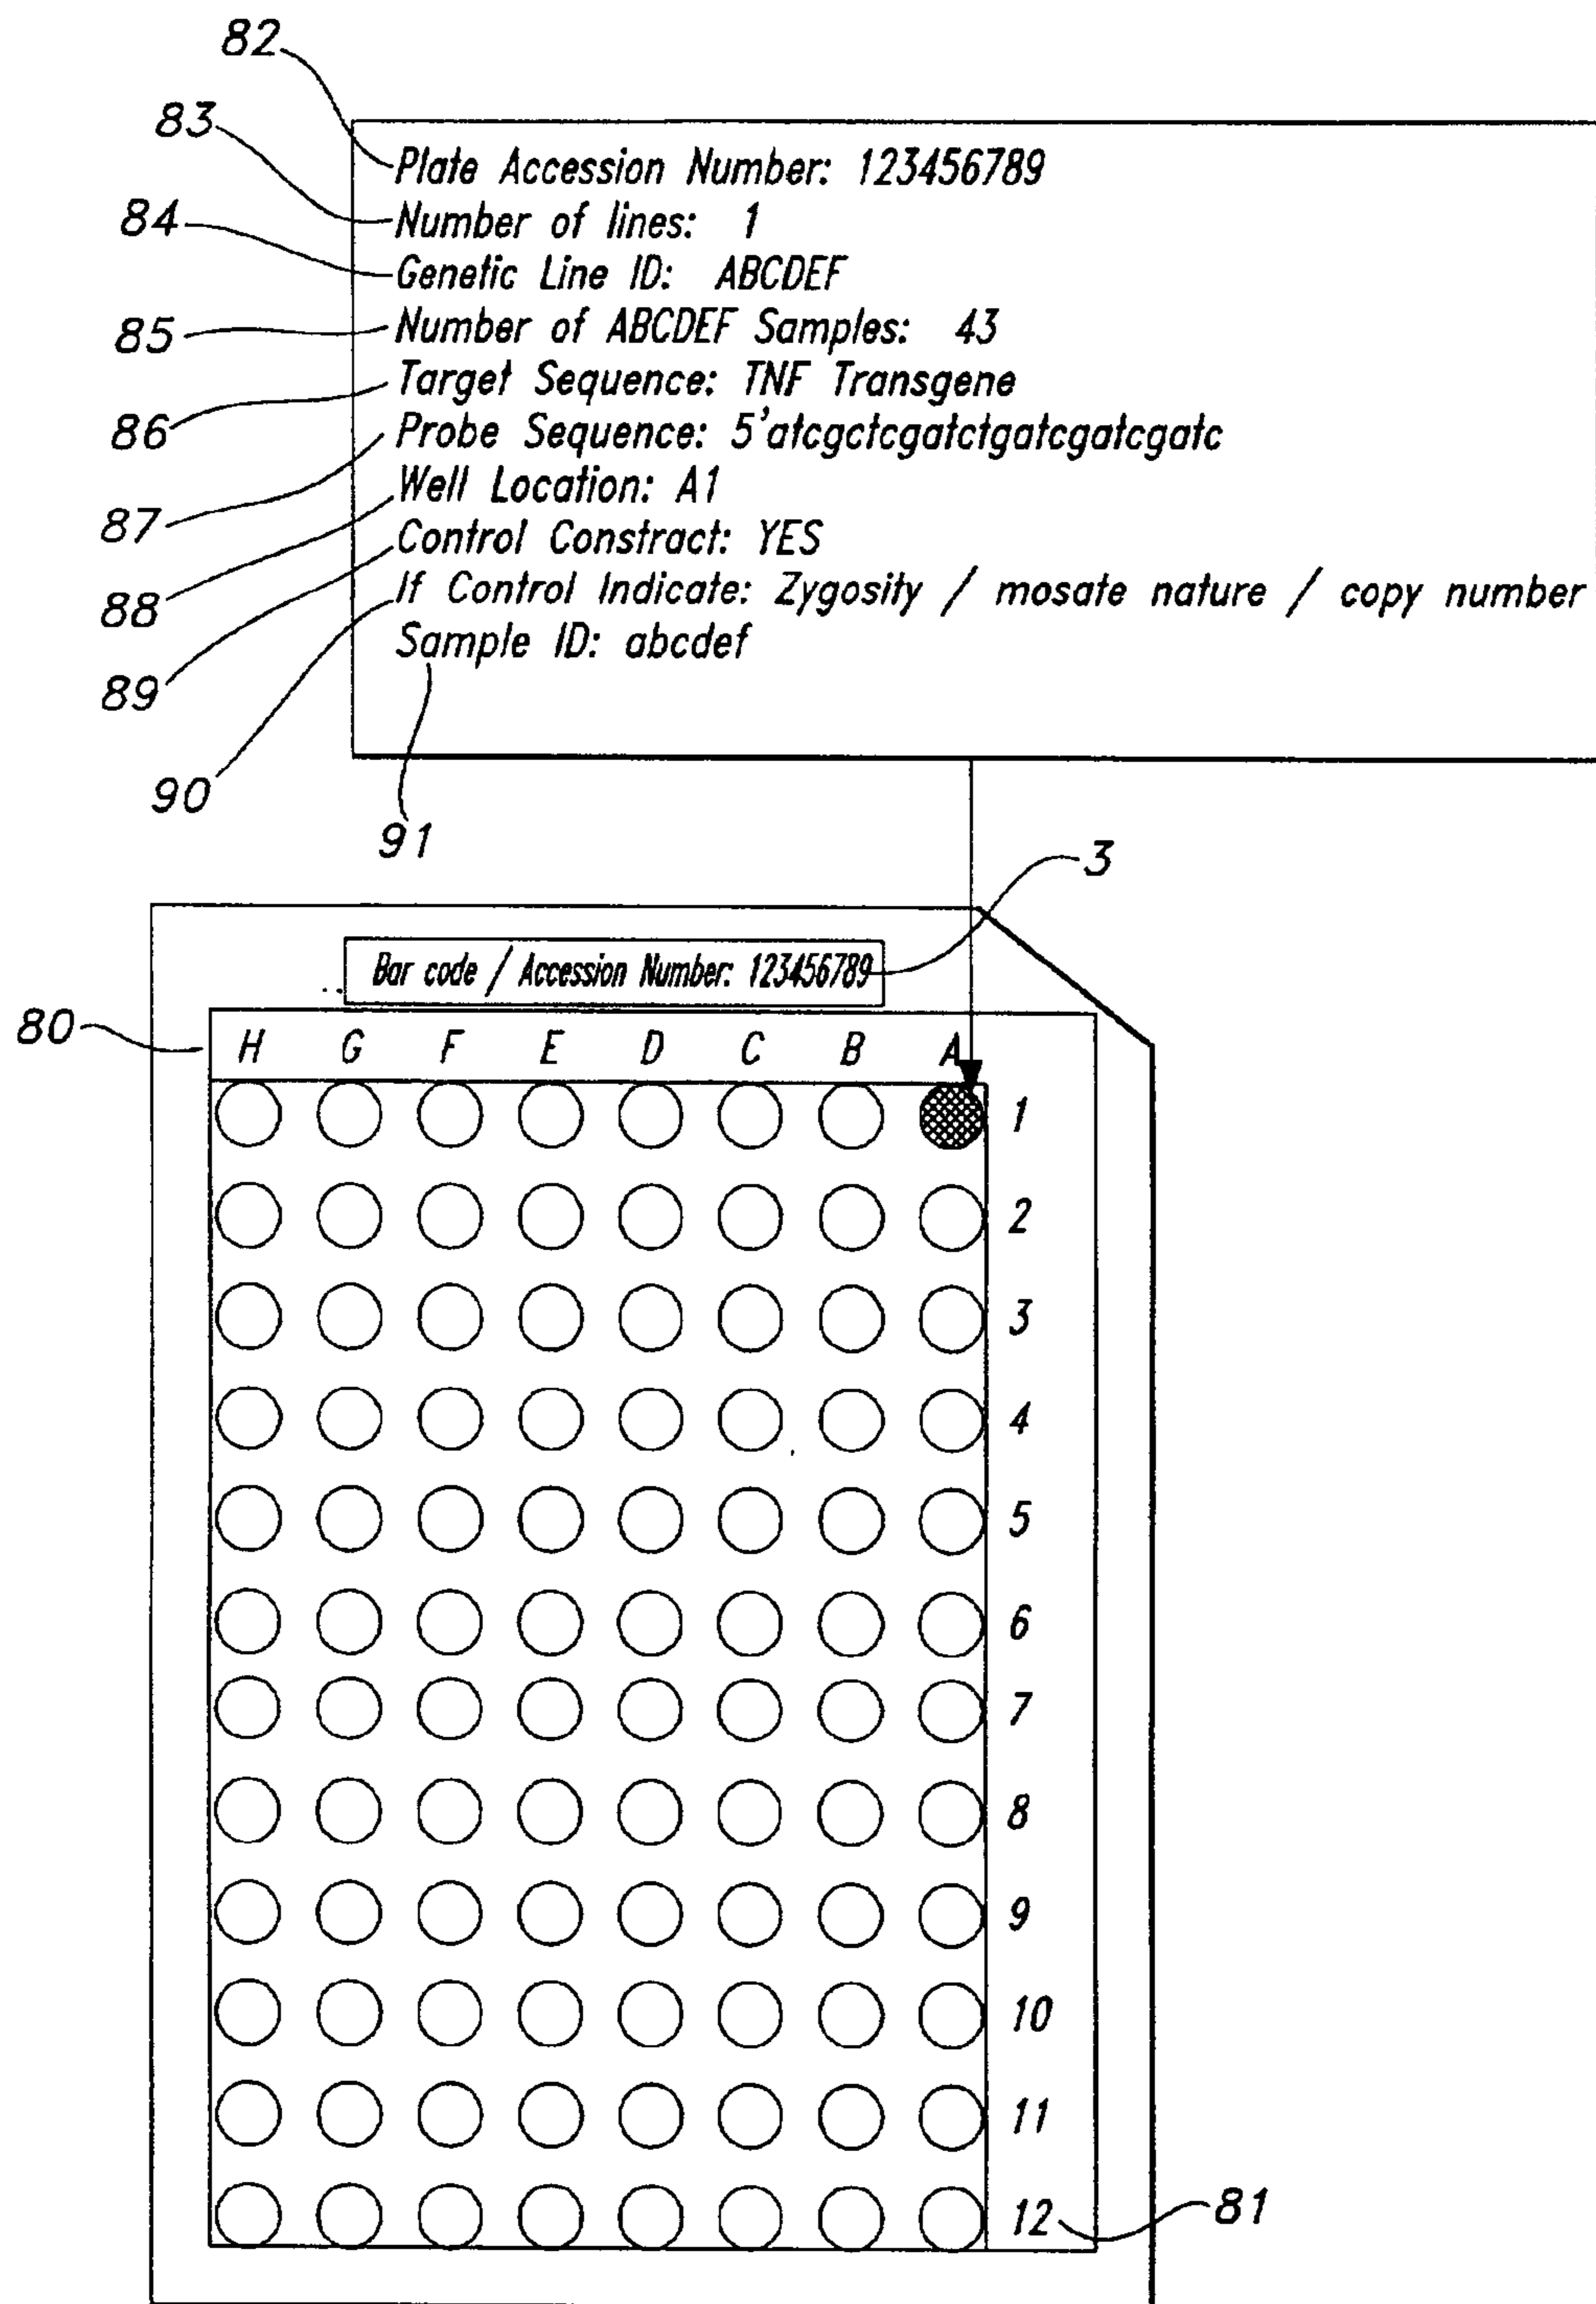 82
83
84
85
86
87
88
89
90
91
Plate Accession Number: 123456789
Number of lines: 1
Genetic Line ID: ABCDEF
Number of ABCDEF Samples: 43
Target Sequence: TNF Transgene
Probe Sequence: 5'atcgctcgatctgatcgatcgatc
Well Location: A1
Control Constract: YES
If Control Indicate: Zygosity / mosate nature / copy number
Sample ID: abcdef
3
Bar code / Accession Number: 123456789
80
H G F E D C B A
1
2
3
4
5
6
7
8
9
10
11
12
81